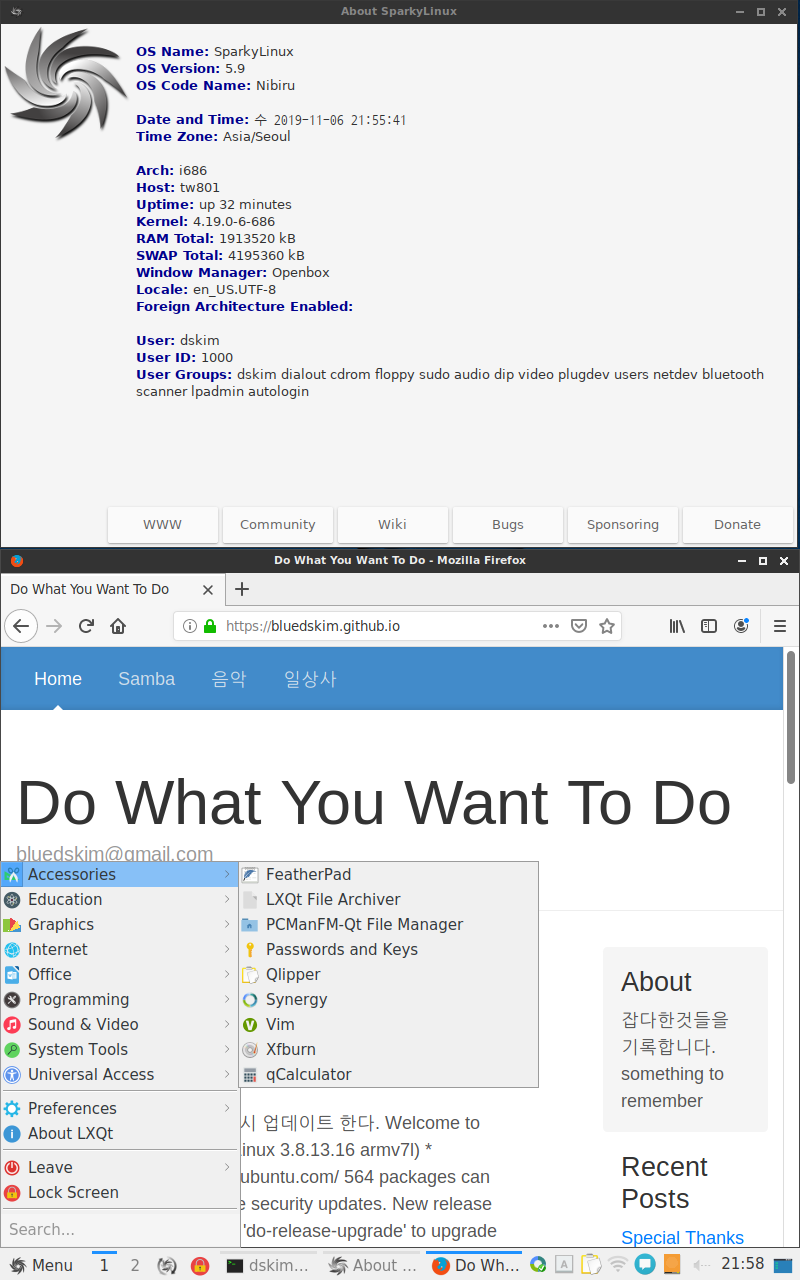 About SparkyLinux
OS Name: SparkyLinux
OS Version: 5.9
OS Code Name: Nibiru
Date and Time: 수 2019-11-06 21:55:41
Time Zone: Asia/Seoul
Arch: i686
Host: tw801
Uptime: up 32 minutes
Kernel: 4.19.0-6-686
RAM Total: 1913520 kB
SWAP Total: 4195360 kB
Window Manager: Openbox
Locale: en_US.UTF-8
Foreign Architecture Enabled:
User: dskim
User ID: 1000
User Groups: dskim dialout cdrom floppy sudo audio dip video plugdev users netdev bluetooth
scanner lpadmin autologin
WWW Community Wiki Bugs Sponsoring Donate
Do What You Want To Do - Mozilla Firefox
Do What You Want To Do
https://bluedskim.github.io
Home Samba 음악 일상사
Do What You Want To Do
bluedskim@gmail.com
Accessories
Education
Graphics
Internet
Office
Programming
Sound & Video
System Tools
Universal Access
Preferences
About LXQt
Leave
Lock Screen
Search...
FeatherPad
LXQt File Archiver
PCManFM-Qt File Manager
Passwords and Keys
Qlipper
Synergy
Vim
Xfburn
qCalculator
시 업데이트 한다. Welcome to
inux 3.8.13.16 armv7l) *
ubuntu.com/ 564 packages can
e security updates. New release
'do-release-upgrade' to upgrade
About
잡다한것들을
기록합니다.
something to
remember
Recent
Posts
Special Thanks
Menu 1 2 dskim... About ... Do Wh... A 21:58